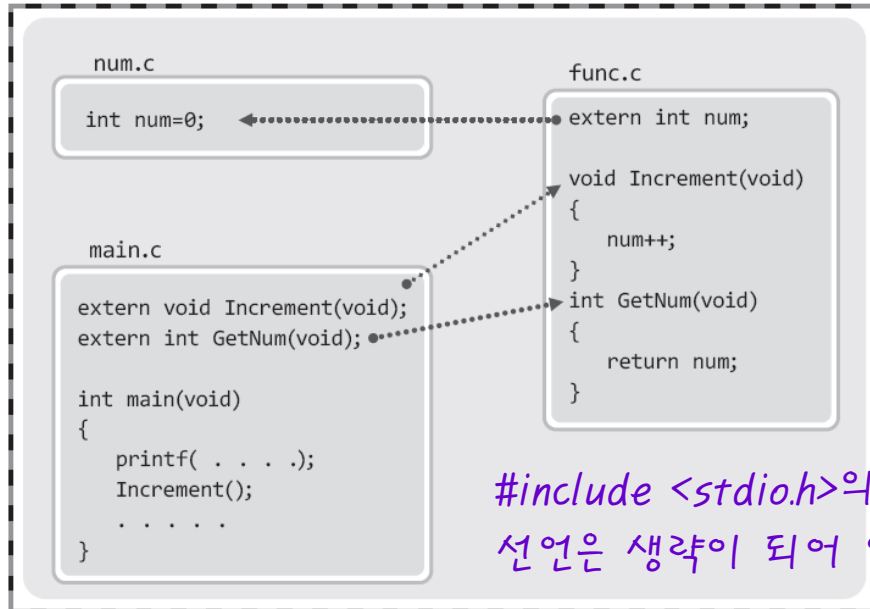 num.c
int num=0;
func.c
extern int num;
void Increment(void)
{
num++;
}
int GetNum(void)
{
return num;
}
main.c
extern void Increment(void);
extern int GetNum(void);
int main(void)
{
printf( . . . .);
Increment();
. . . . .
}
#include <stdio.h>의
선언은 생략이 되어